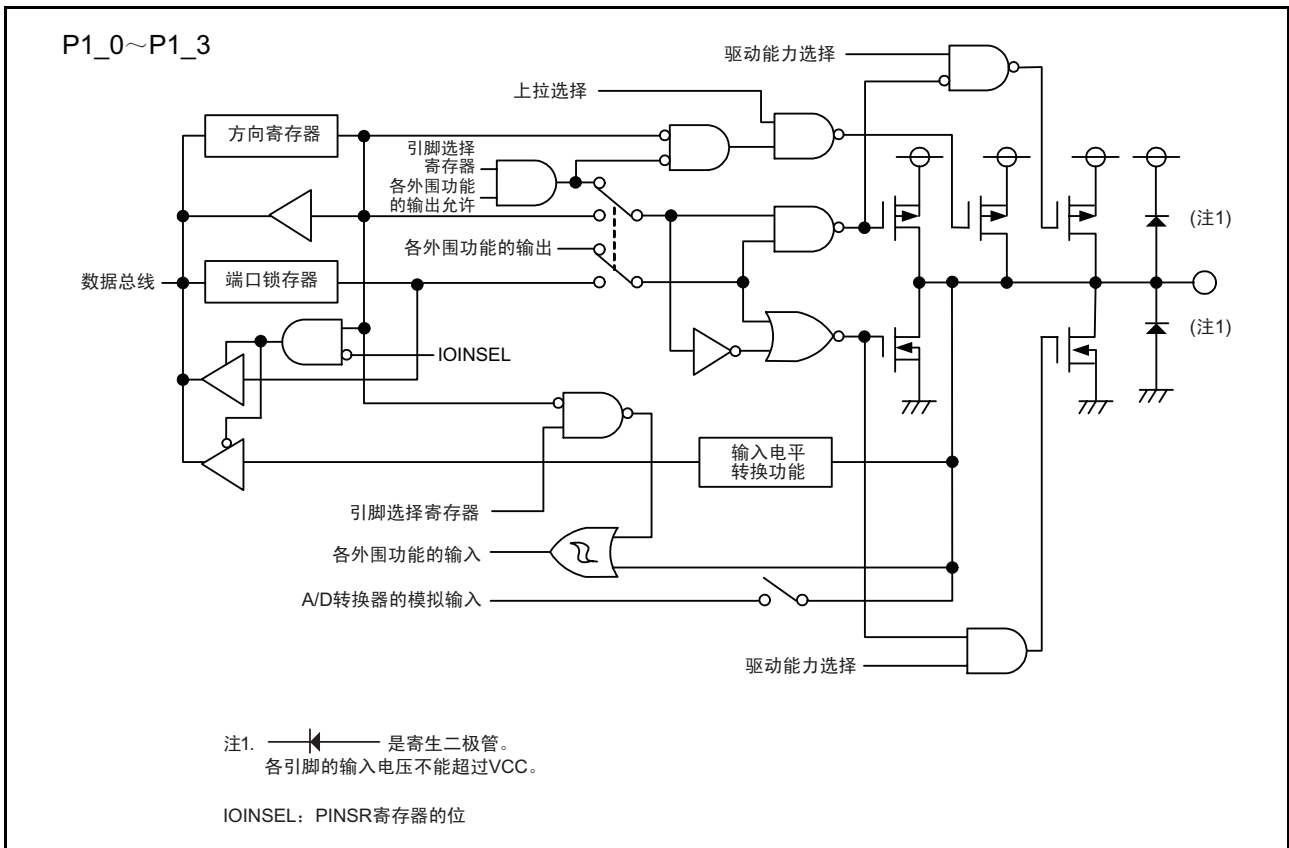 P1_0～P1_3
驱动能力选择
上拉选择
方向寄存器
引脚选择
寄存器
各外围功能
的输出允许
(注1)
各外围功能的输出
数据总线
端口锁存器
(注1)
IOINSEL
输入电平
转换功能
引脚选择寄存器
各外围功能的输入
A/D转换器的模拟输入
驱动能力选择
注1. 是寄生二极管。
各引脚的输入电压不能超过VCC。
IOINSEL：PINSR寄存器的位